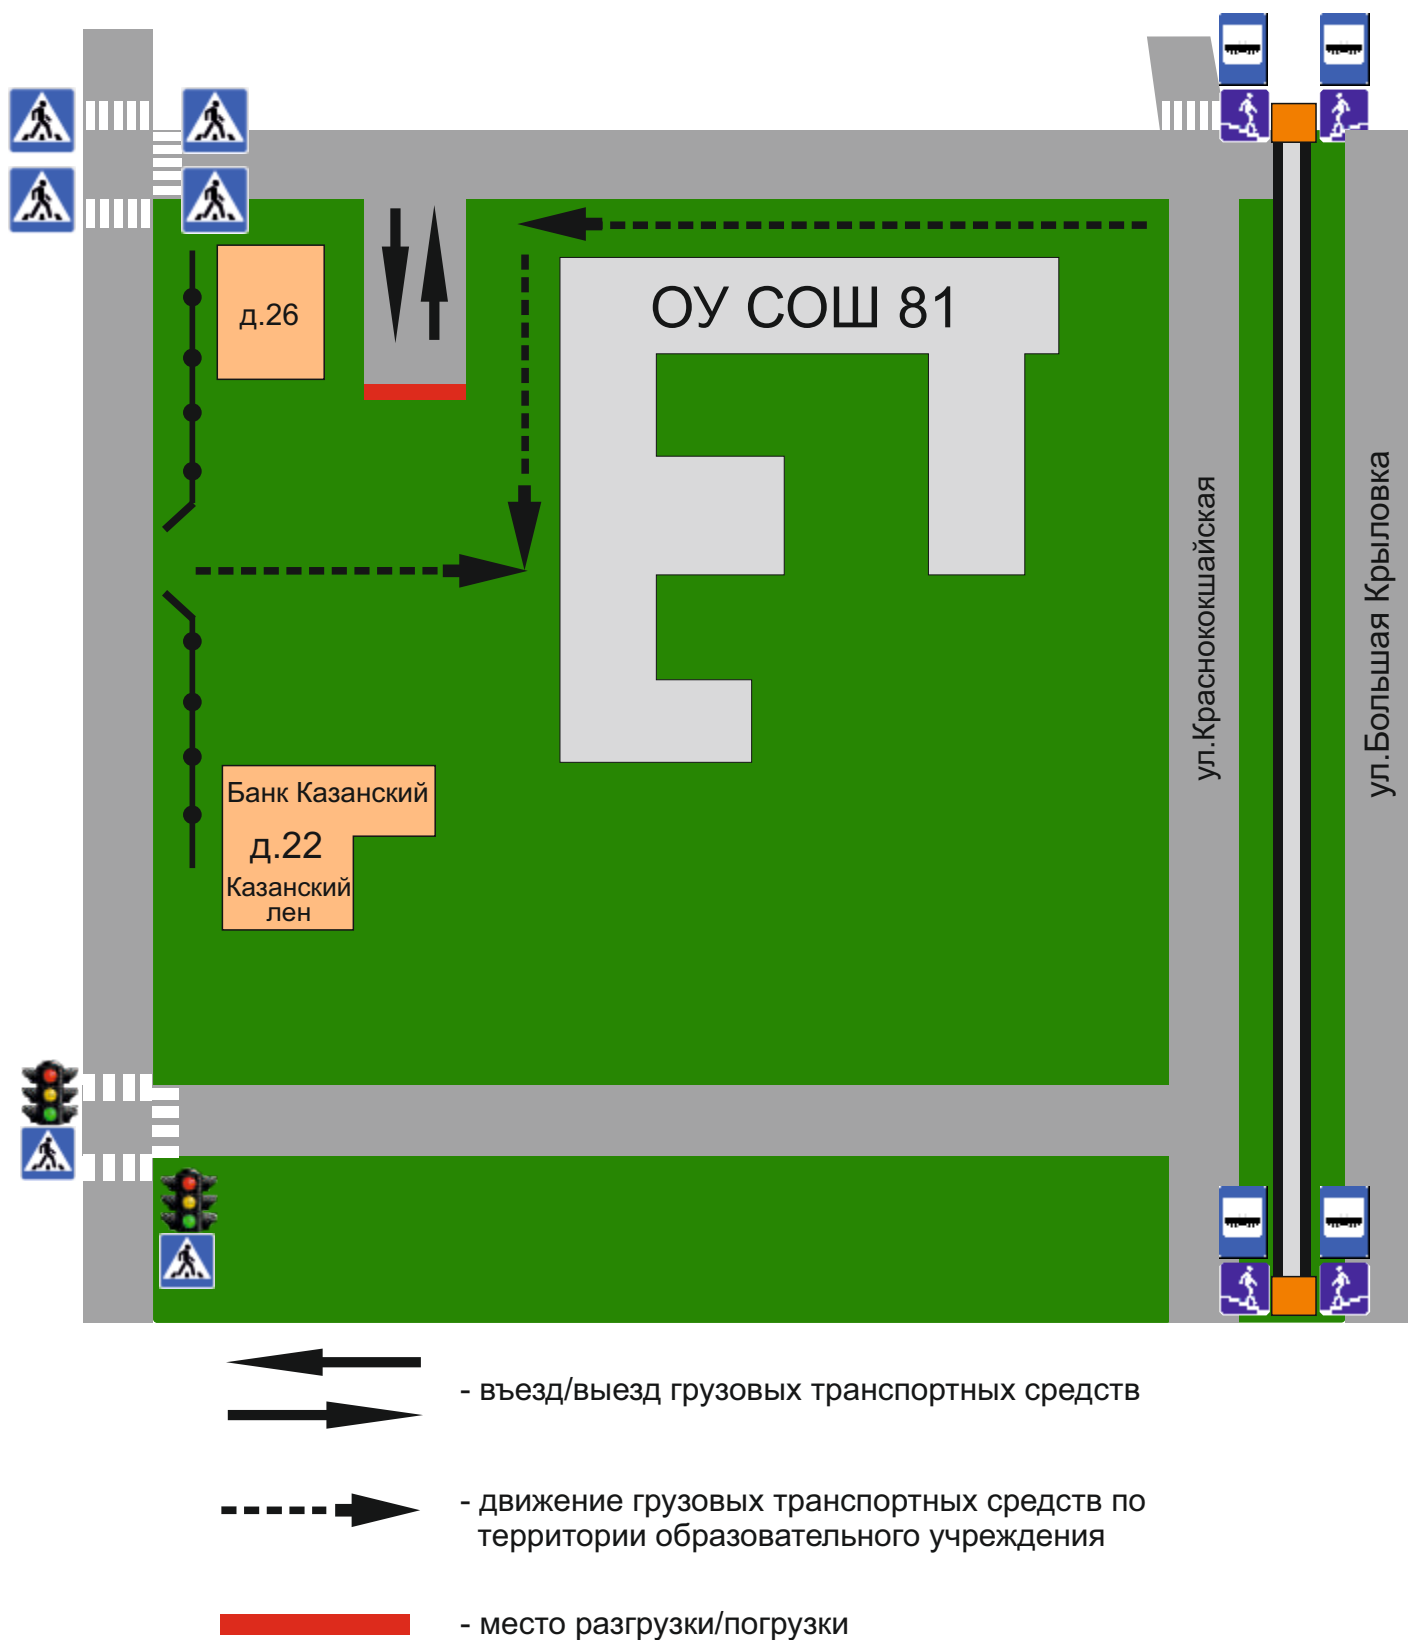 д.26
ОУ СОШ 81
ул.Краснококшайская
ул.Большая Крыловка
Банк Казанский
д.22
Казанский
лен
- въезд/выезд грузовых транспортных средств
- движение грузовых транспортных средств по
территории образовательного учреждения
- место разгрузки/погрузки